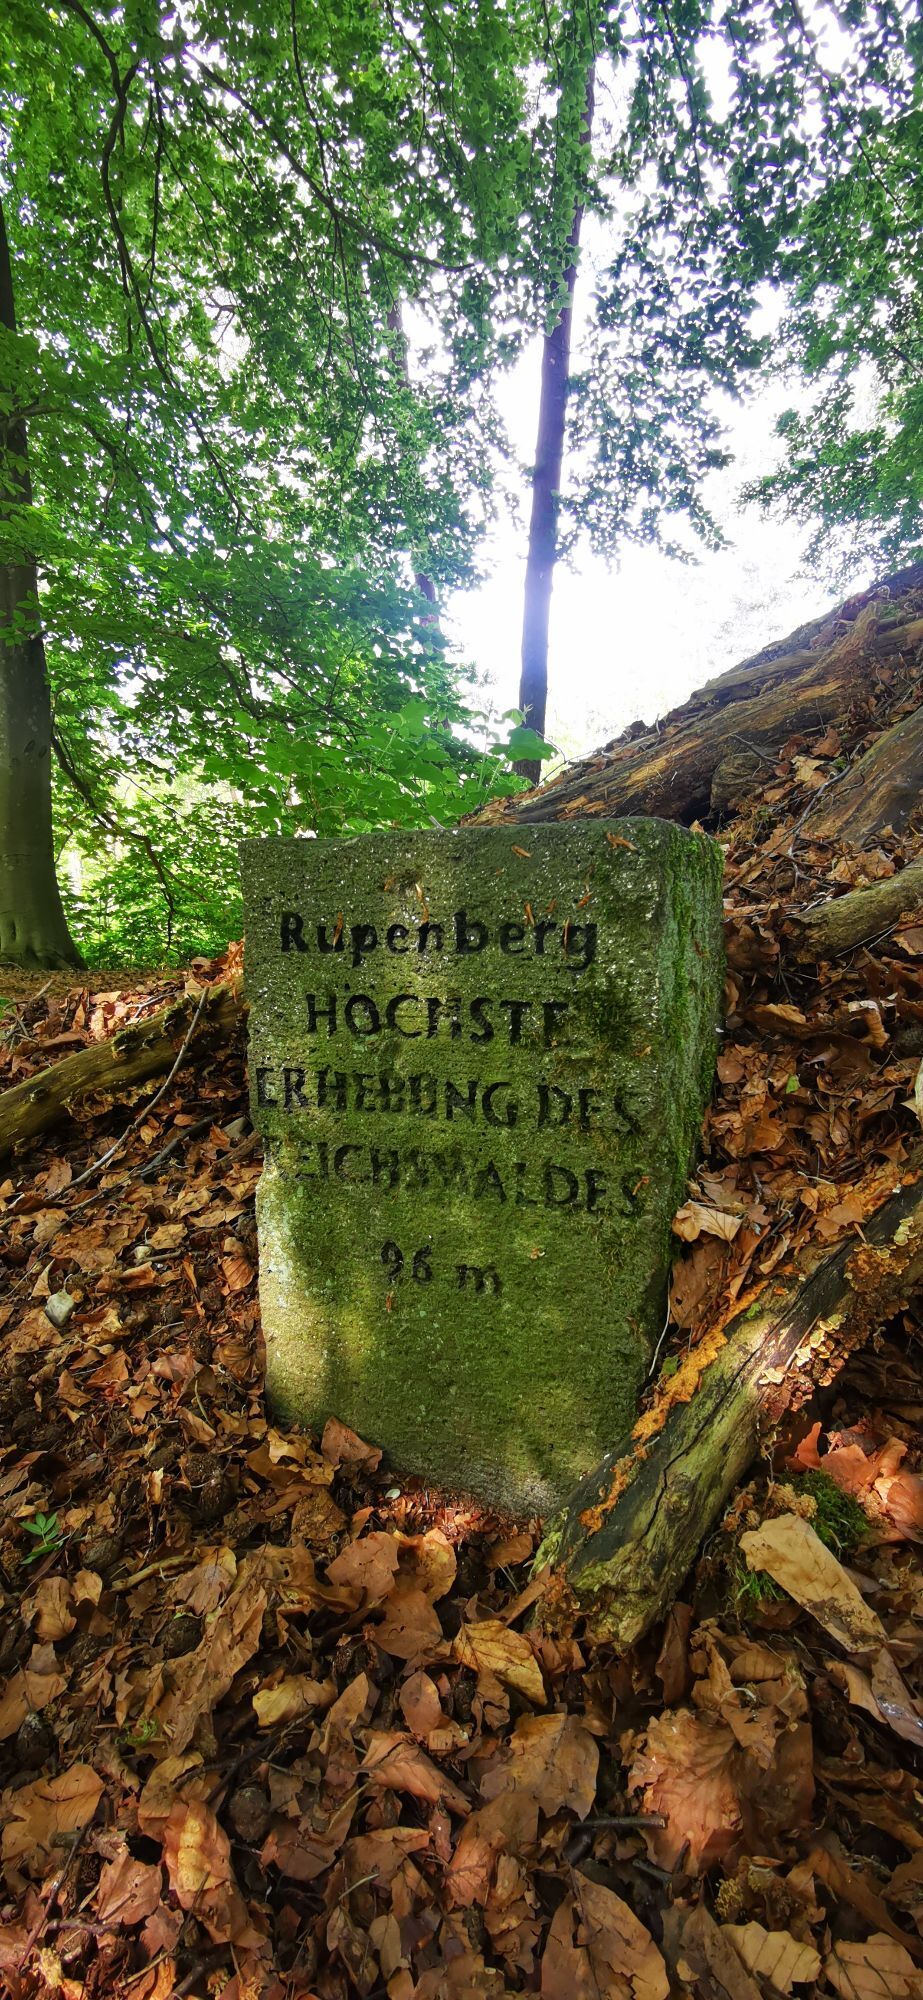 Rupenberg
HÖCHSTE
ERHEBUNG DES
REICHSWALDES
96 m